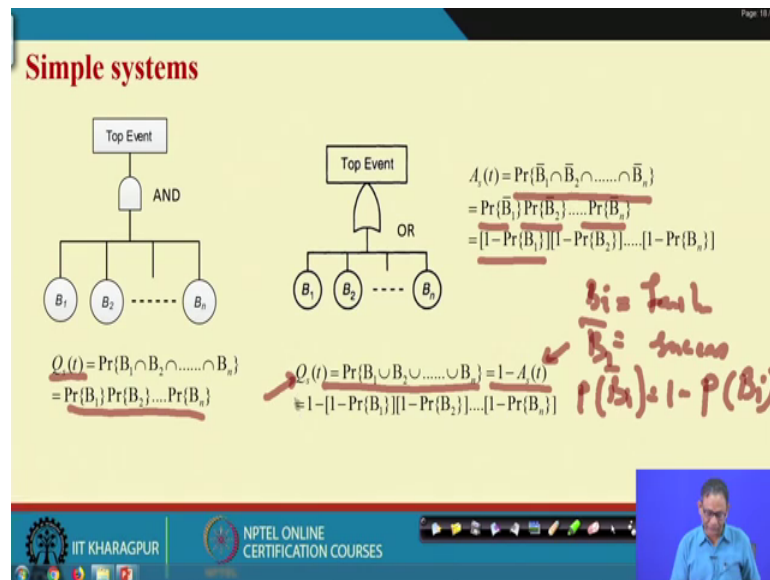 Page: 18
Simple systems
Top Event
AND
B₁ B₂ Bₙ
Qₛ(t) = Pr{B₁∩B₂∩......∩Bₙ}
= Pr{B₁}Pr{B₂}....Pr{Bₙ}
Top Event
OR
B₁ B₂ Bₙ
Qₛ(t) = Pr{B₁∪B₂∪......∪Bₙ} = 1−Aₛ(t)
= 1−[1−Pr{B₁}][1−Pr{B₂}]....[1−Pr{Bₙ}]
Aₛ(t) = Pr{B̄₁∩B̄₂∩......∩B̄ₙ}
= Pr{B̄₁}Pr{B̄₂}.....Pr{B̄ₙ}
= [1−Pr{B₁}][1−Pr{B₂}].....[1−Pr{Bₙ}]
Bi =
B̄₂ =
P(B̄i) = 1 - P(Bi)
IIT KHARAGPUR
NPTEL ONLINE
CERTIFICATION COURSES